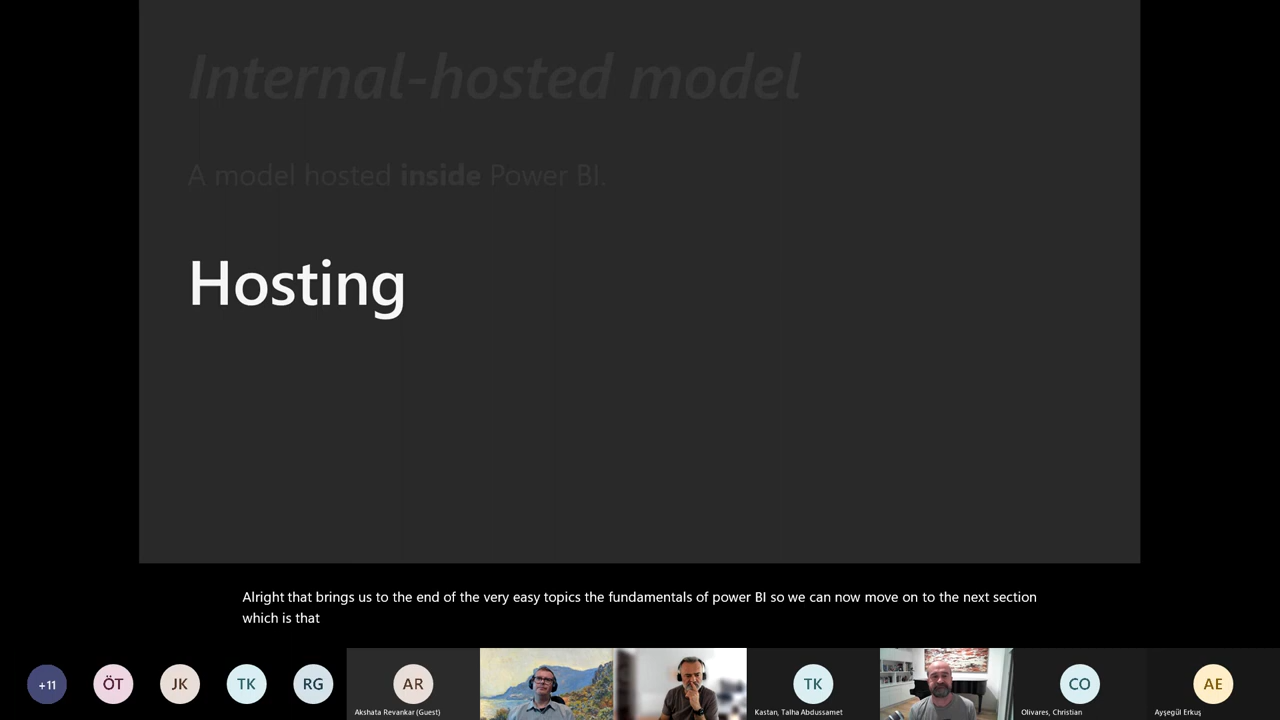 Internal-hosted model
A model hosted inside Power BI.
Hosting
Alright that brings us to the end of the very easy topics the fundamentals of power BI so we can now move on to the next section
which is that
+11
ÖT
JK
TK
RG
AR
TK
CO
AE
Akshata Revankar (Guest)
Kastan, Talha Abdussamet
Olivares, Christian
Ayşegül Erkuş